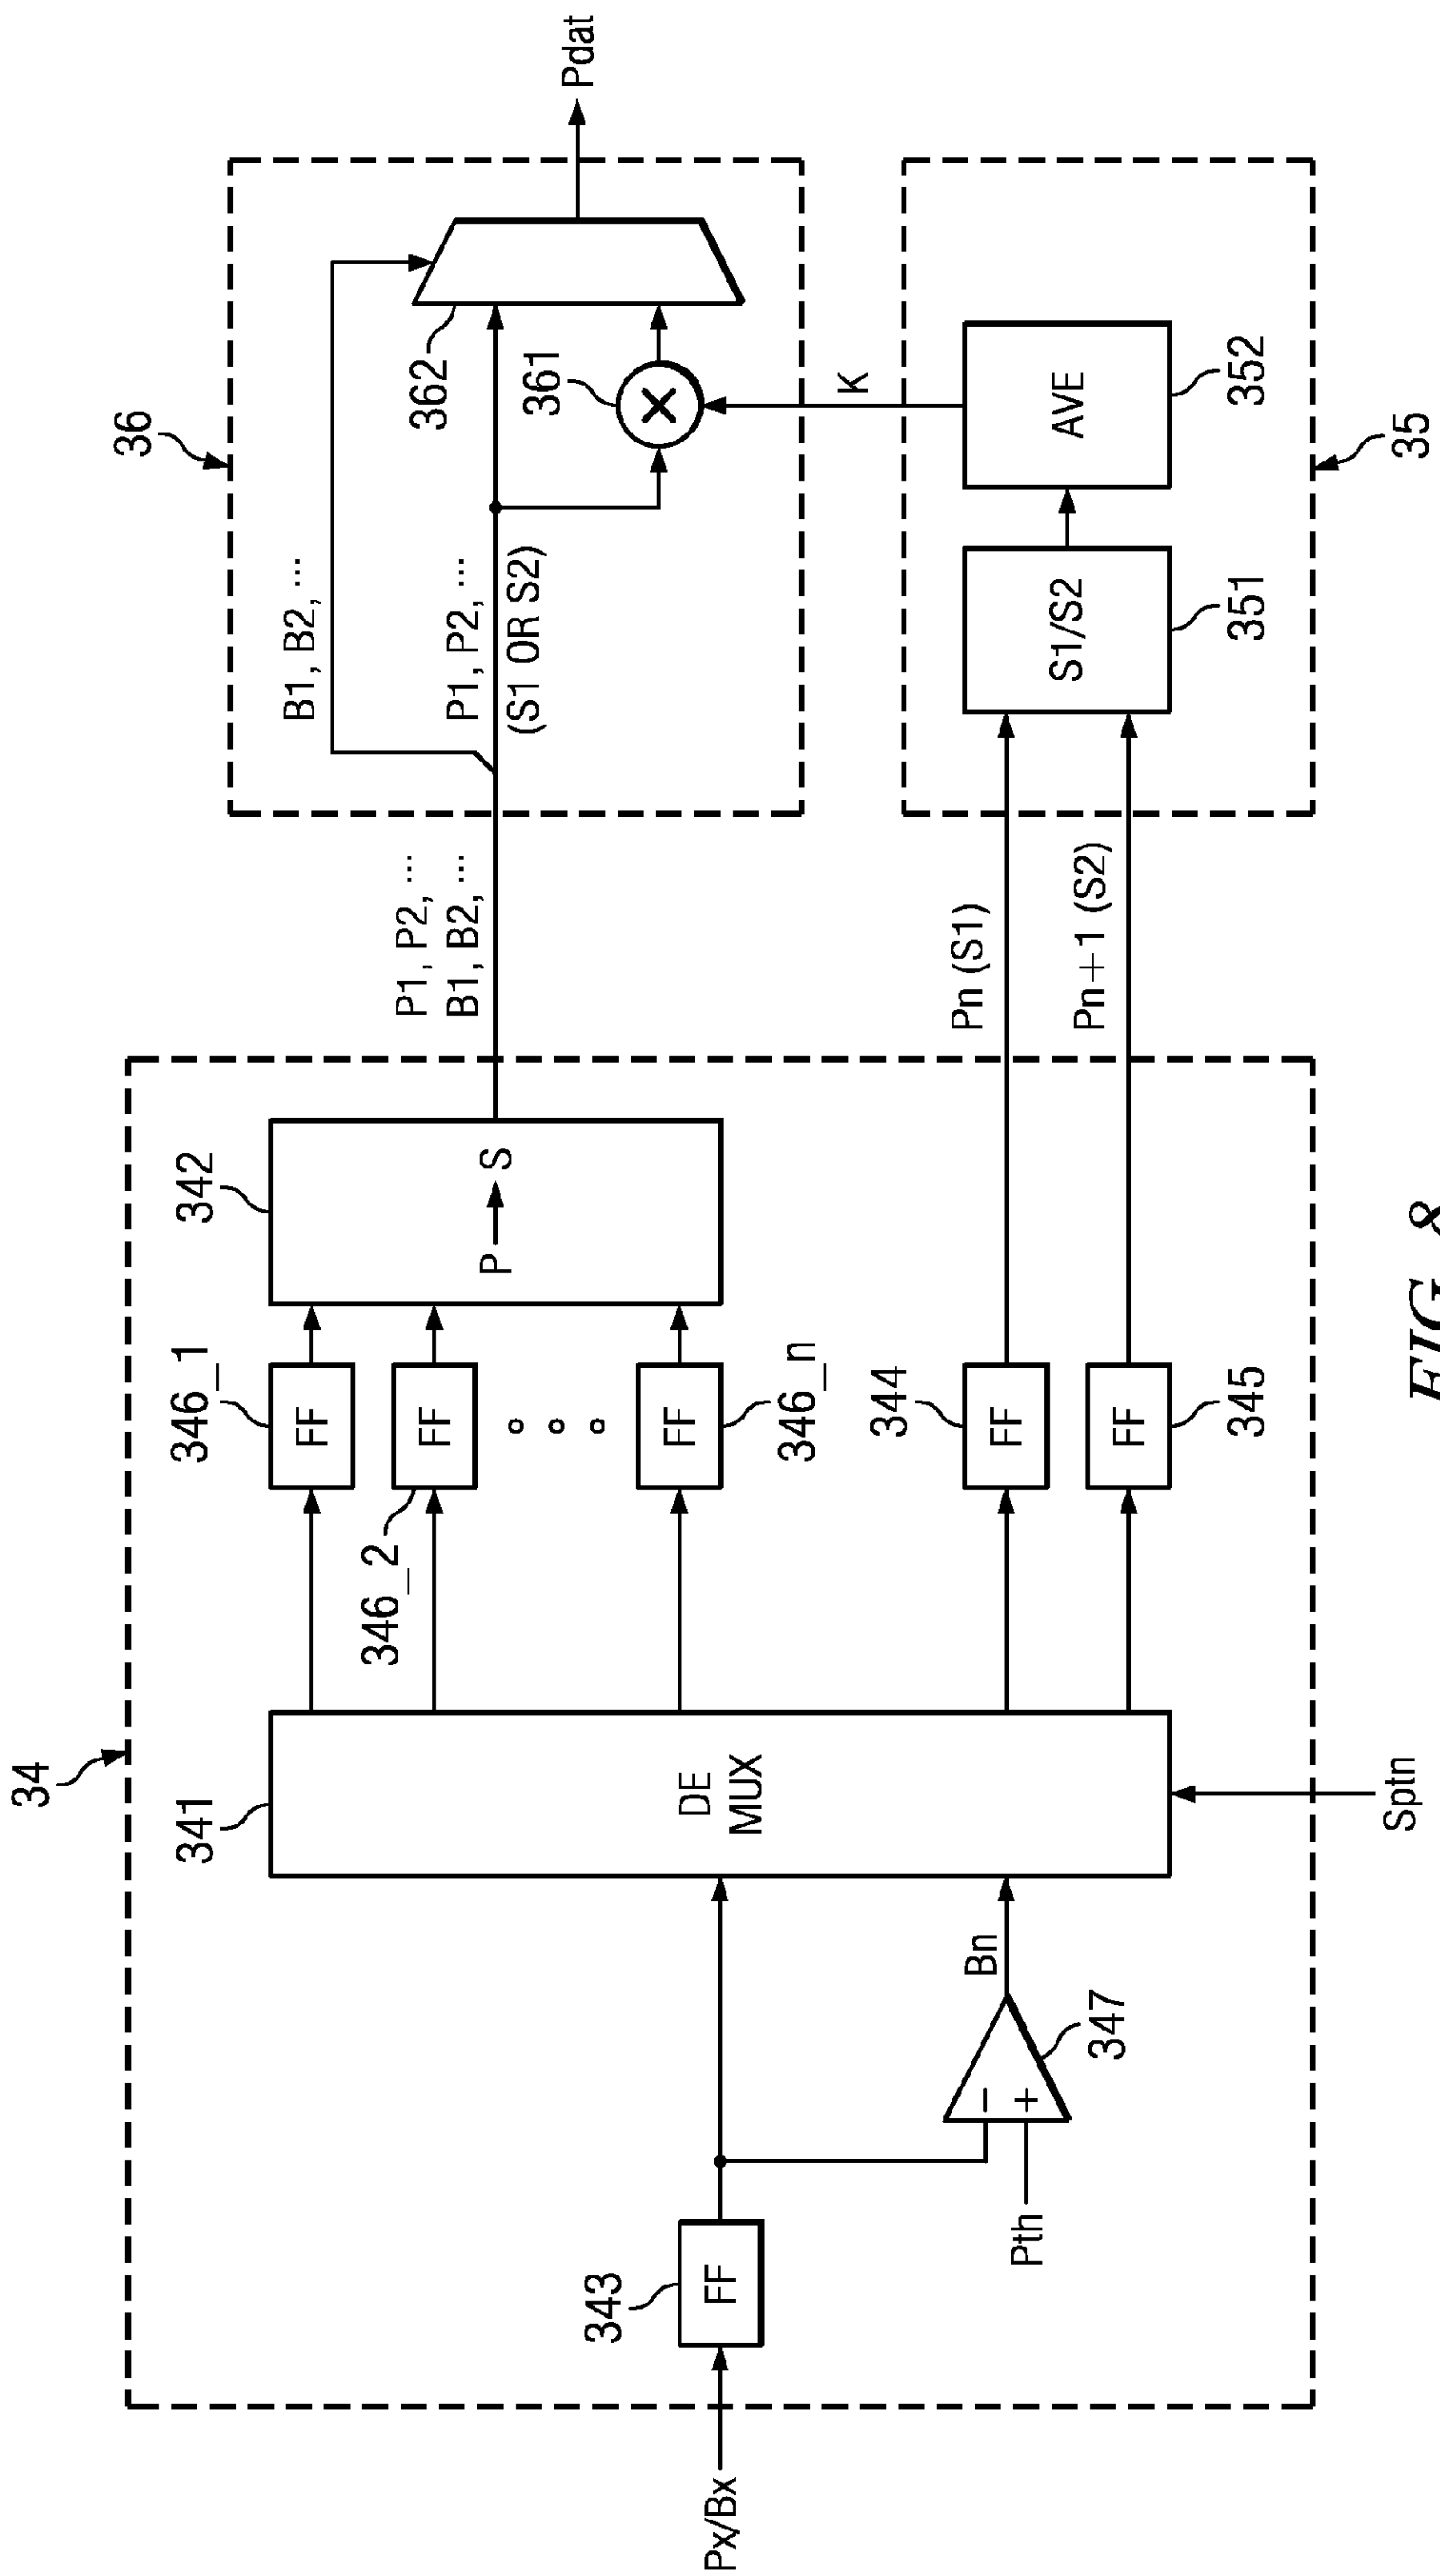 36
B1, B2, ...
362
Pdat
P1, P2, ...
(S1 OR S2)
361
K
34
341
342
346_1
FF
P1, P2, ...
B1, B2, ...
346_2
FF
P → S
FF
346_n
343
Px/Bx
FF
DE
MUX
344
FF
Pn (S1)
345
FF
Pn+1 (S2)
S1/S2
351
AVE
352
35
Bn
−
+
Pth
347
Sptn
FIG. 8